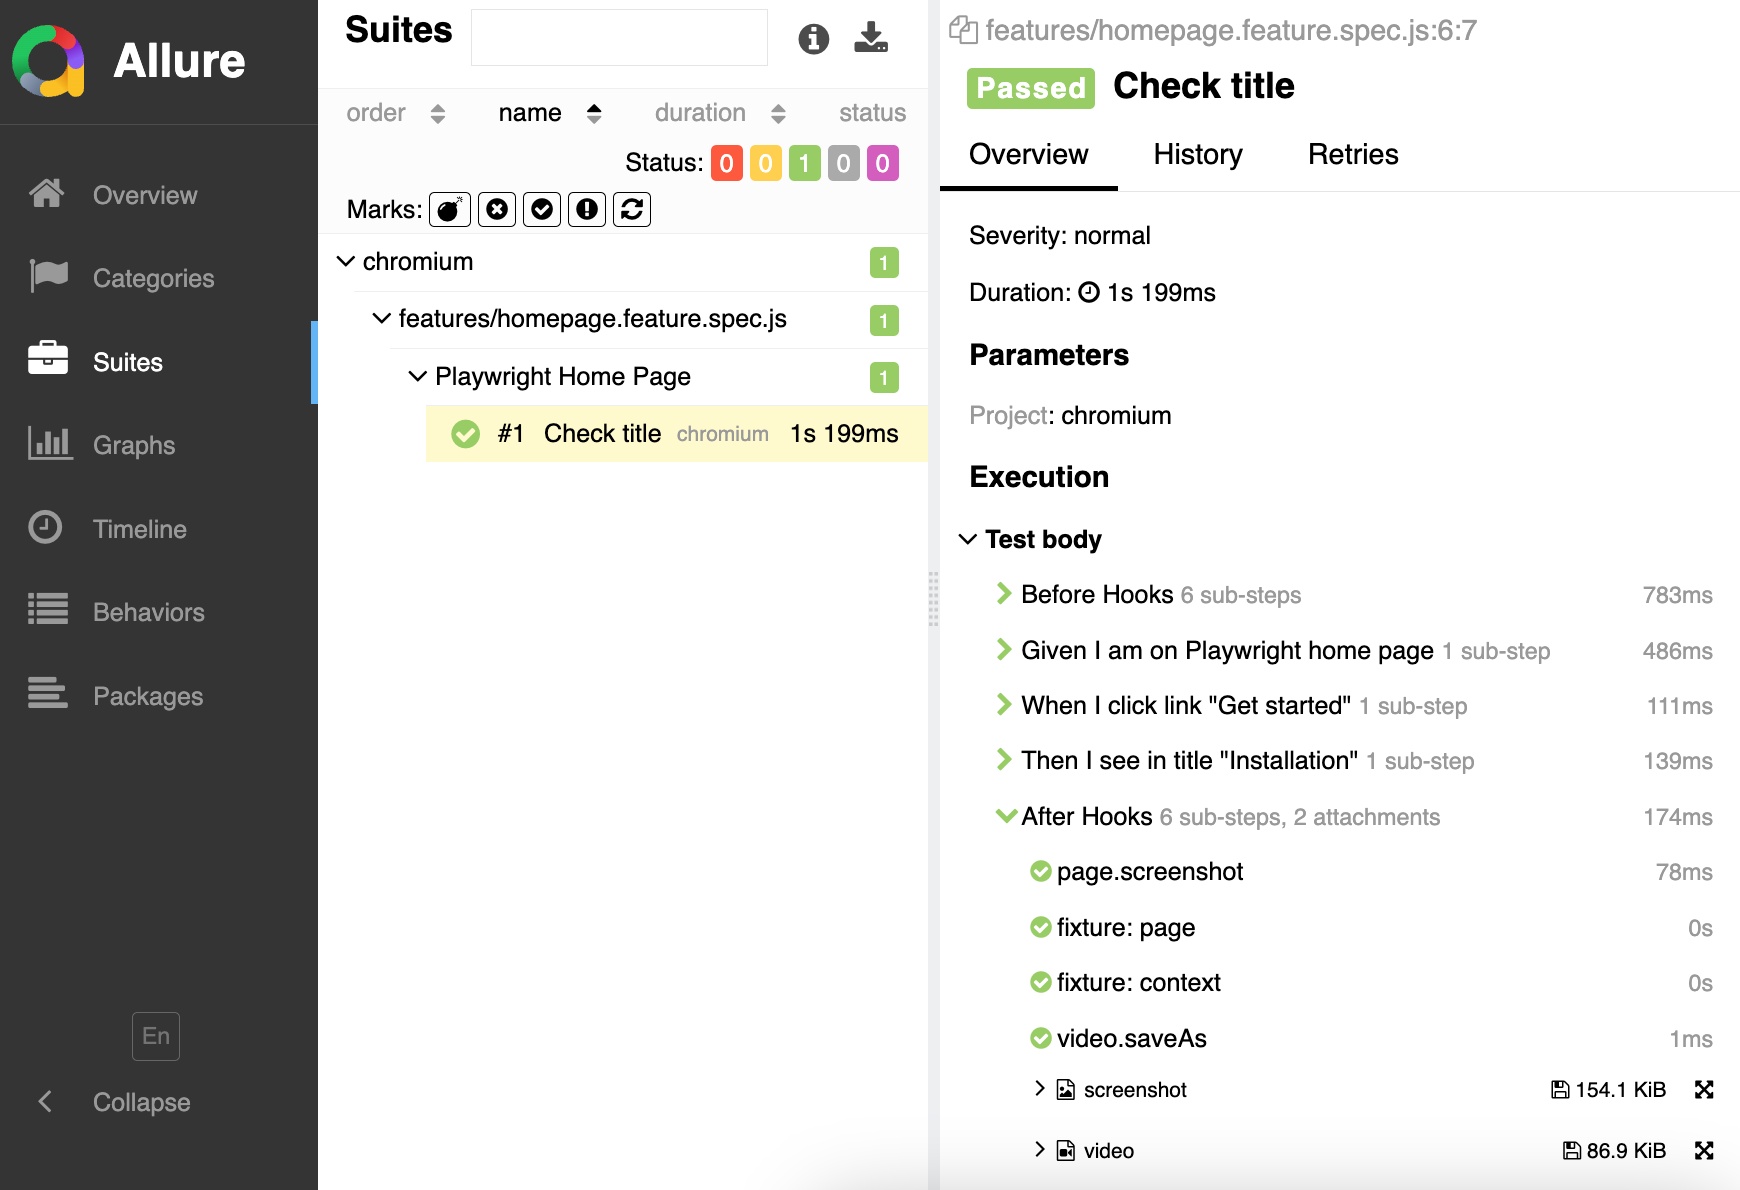 Allure
Overview
Categories
Suites
Graphs
Timeline
Behaviors
Packages
En
Collapse
Suites
order name duration status
Status: 0 0 1 0 0
Marks:
chromium 1
features/homepage.feature.spec.js 1
Playwright Home Page 1
#1 Check title chromium 1s 199ms
features/homepage.feature.spec.js:6:7
Passed Check title
Overview History Retries
Severity: normal
Duration: 1s 199ms
Parameters
Project: chromium
Execution
Test body
Before Hooks 6 sub-steps 783ms
Given I am on Playwright home page 1 sub-step 486ms
When I click link "Get started" 1 sub-step 111ms
Then I see in title "Installation" 1 sub-step 139ms
After Hooks 6 sub-steps, 2 attachments 174ms
page.screenshot 78ms
fixture: page 0s
fixture: context 0s
video.saveAs 1ms
screenshot 154.1 KiB
video 86.9 KiB